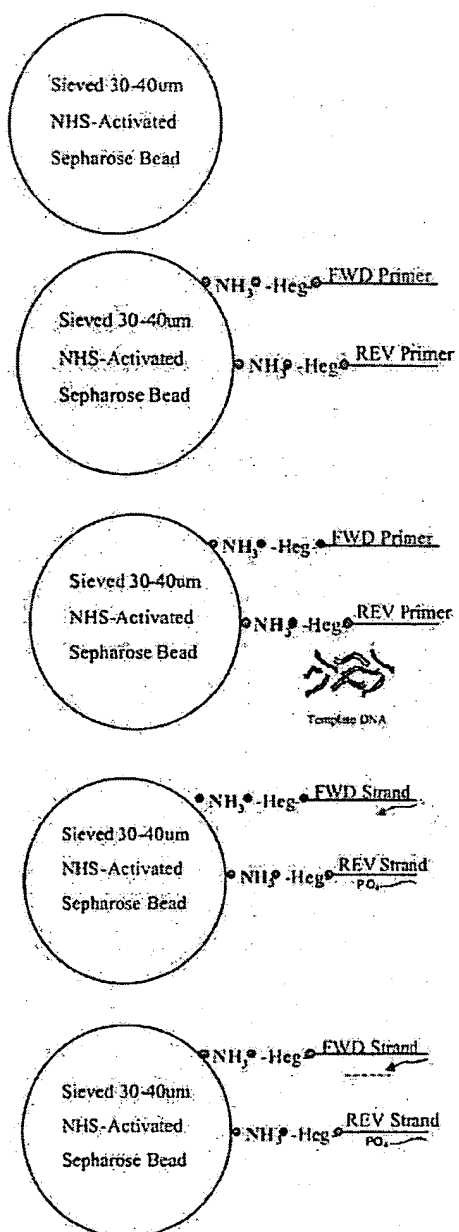 Sieved 30-40um
NHS-Activated
Sepharose Bead
NH3 -Heg FWD Primer
Sieved 30-40um
NH3 -Heg REV Primer
NHS-Activated
Sepharose Bead
NH3 -Heg FWD Primer
Sieved 30-40um
NHS-Activated
NH3 -Heg REV Primer
Sepharose Bead
Template DNA
NH3 -Heg FWD Strand
Sieved 30-40um
NHS-Activated
NH3 -Heg REV Strand
PO4
Sepharose Bead
NH3 -Heg FWD Strand
Sieved 30-40um
NHS-Activated
NH3 -Heg REV Strand
PO4
Sepharose Bead